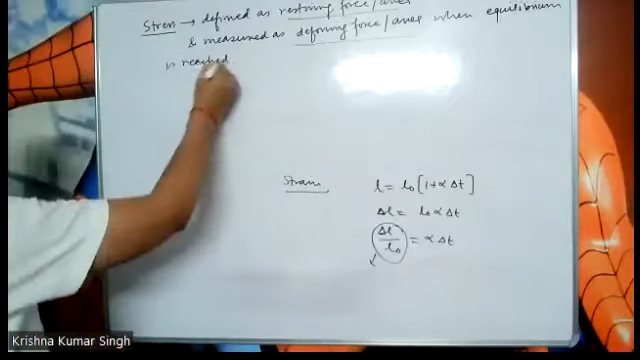 Stress → defined as restoring force/area
& measured as deforming force/area when equilibrium
is reached.
Strain
l = l₀[1+α Δt]
Δl = l₀ α Δt
Δl/l₀ = α Δt
Krishna Kumar Singh